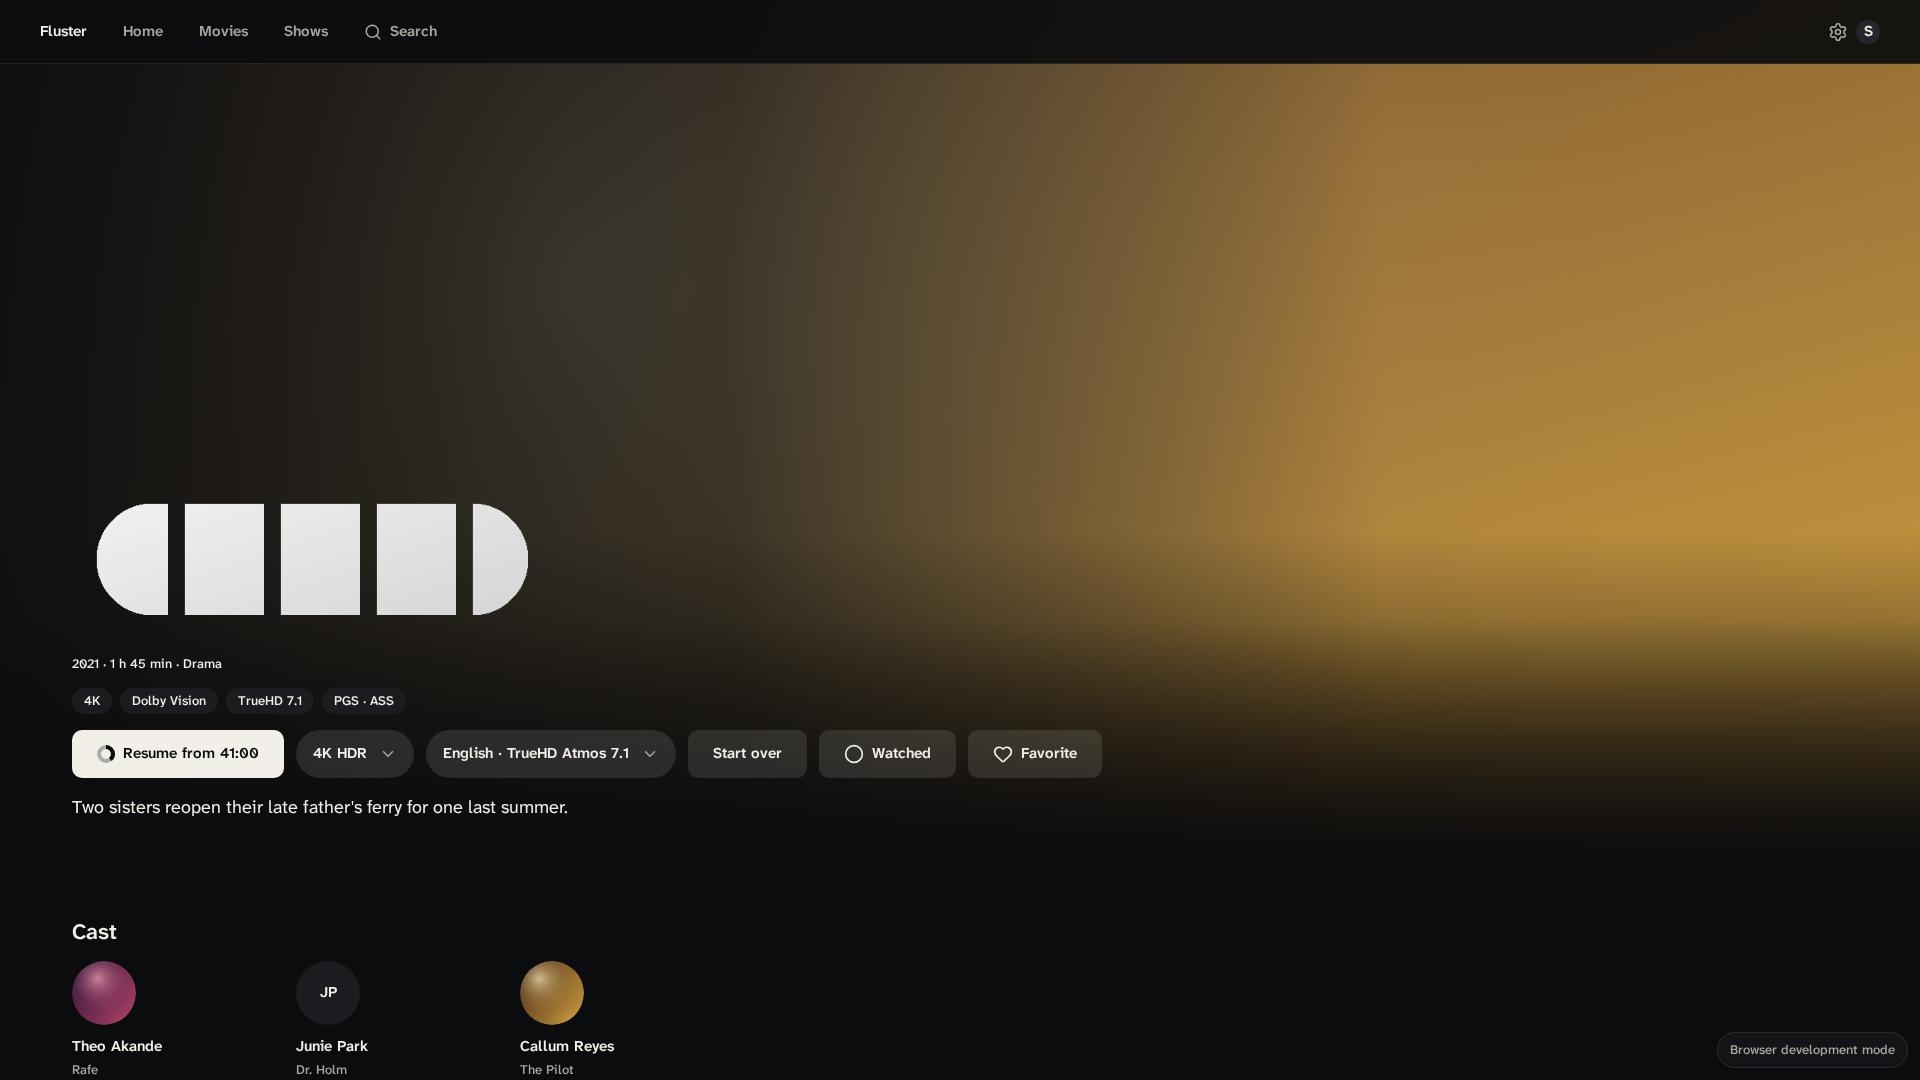 Fluster Home Movies Shows Search S
2021 · 1 h 45 min · Drama
4K Dolby Vision TrueHD 7.1 PGS · ASS
Resume from 41:00 4K HDR English · TrueHD Atmos 7.1 Start over Watched Favorite
Two sisters reopen their late father's ferry for one last summer.
Cast
JP
Theo Akande Junie Park Callum Reyes
Rafe Dr. Holm The Pilot
Browser development mode